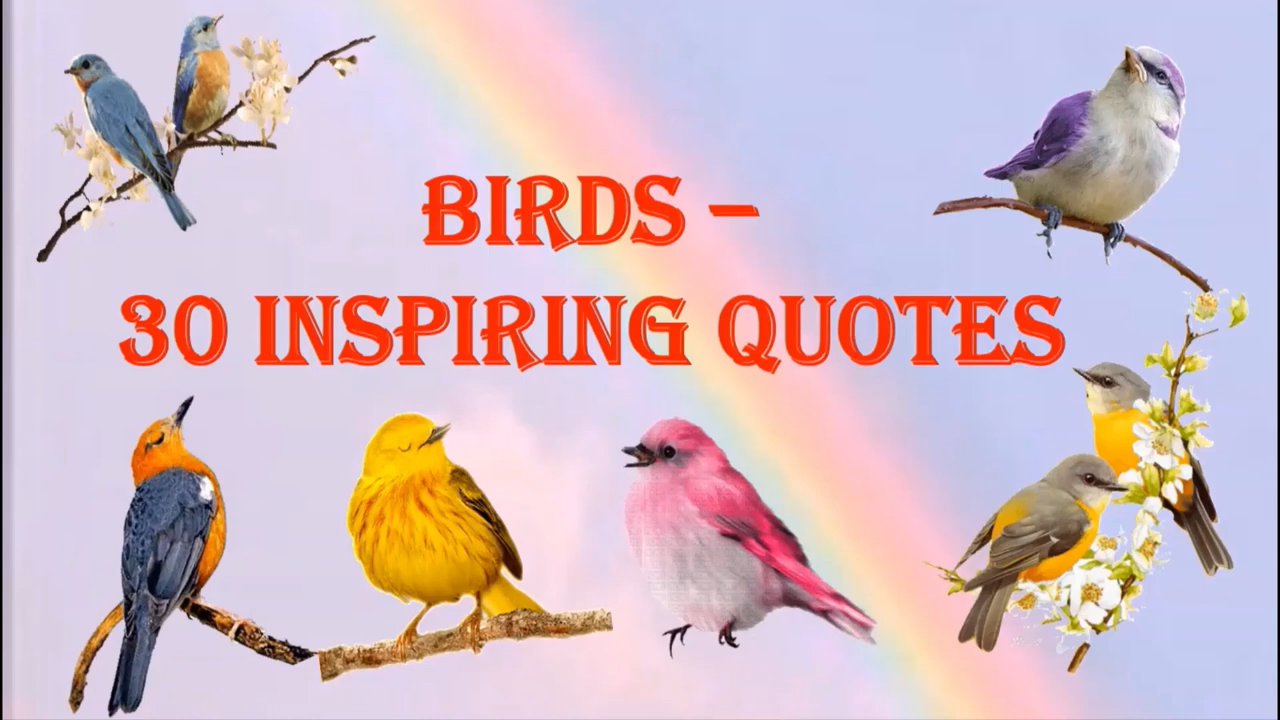 BIRDS –
30 INSPIRING QUOTES